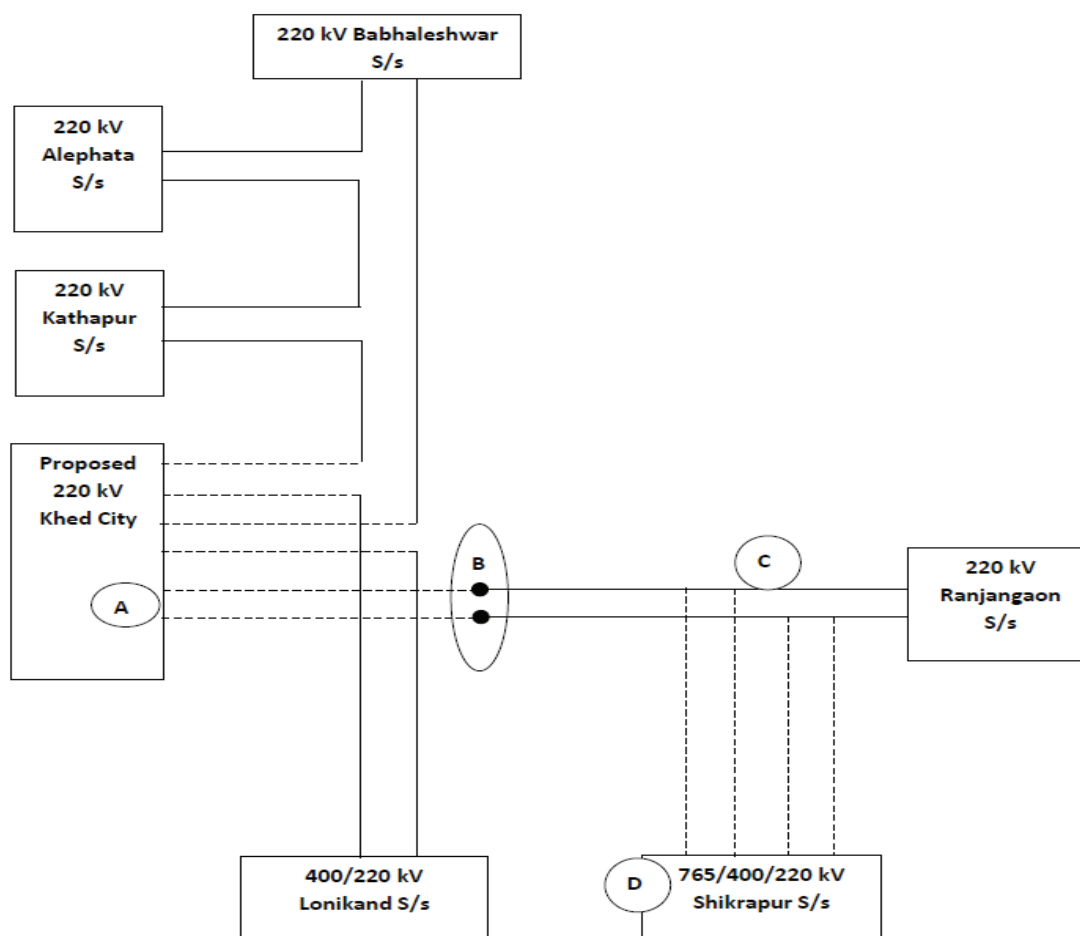 220 kV Babhaleshwar
S/s
220 kV
Alephata
S/s
220 kV
Kathapur
S/s
Proposed
220 kV
Khed City
A
B
C
220 kV
Ranjangaon
S/s
400/220 kV
Lonikand S/s
D
765/400/220 kV
Shikrapur S/s